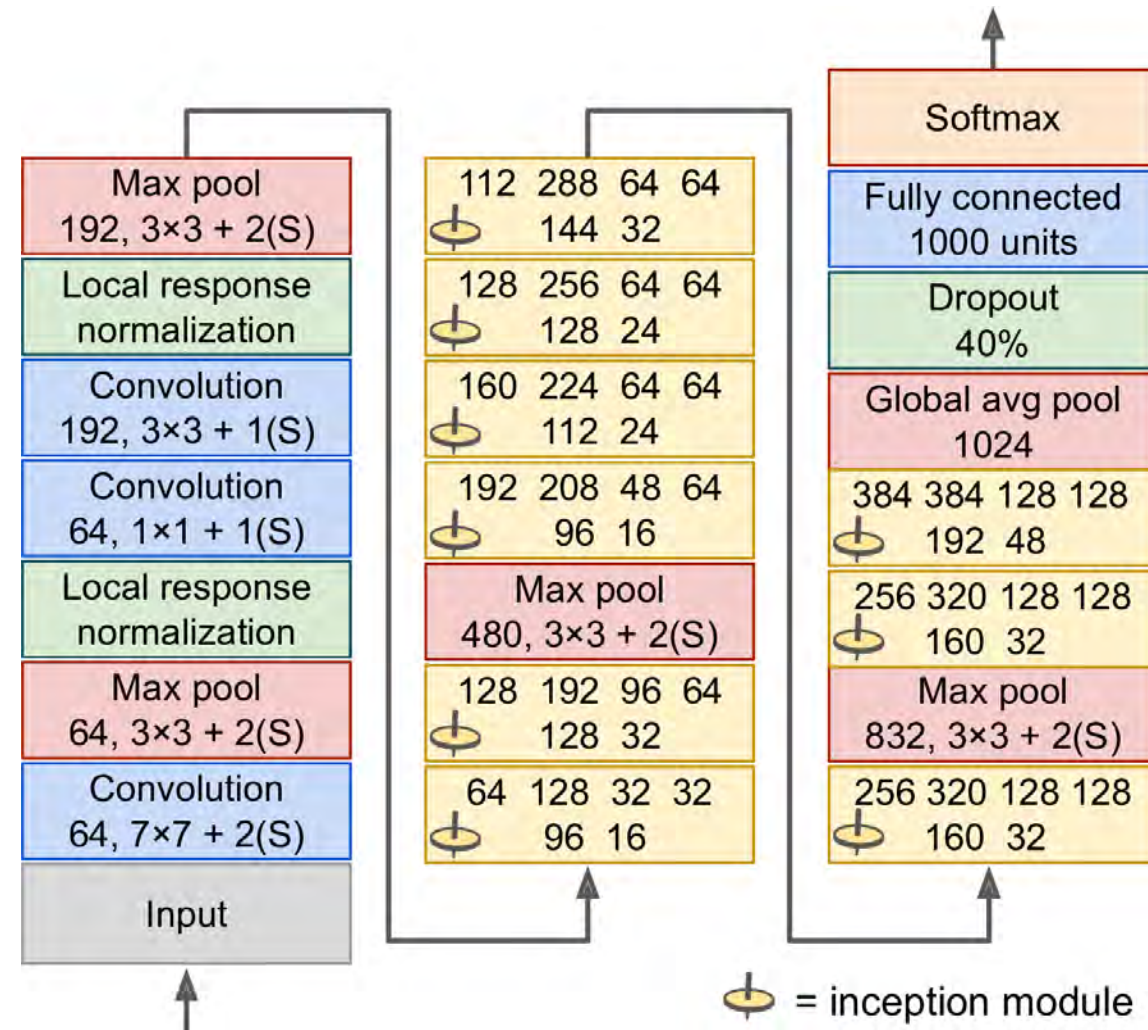 Max pool
192, 3×3 + 2(S)
Local response
normalization
Convolution
192, 3×3 + 1(S)
Convolution
64, 1×1 + 1(S)
Local response
normalization
Max pool
64, 3×3 + 2(S)
Convolution
64, 7×7 + 2(S)
Input
112 288 64 64
144 32
128 256 64 64
128 24
160 224 64 64
112 24
192 208 48 64
96 16
Max pool
480, 3×3 + 2(S)
128 192 96 64
128 32
64 128 32 32
96 16
Softmax
Fully connected
1000 units
Dropout
40%
Global avg pool
1024
384 384 128 128
192 48
256 320 128 128
160 32
Max pool
832, 3×3 + 2(S)
256 320 128 128
160 32
= inception module